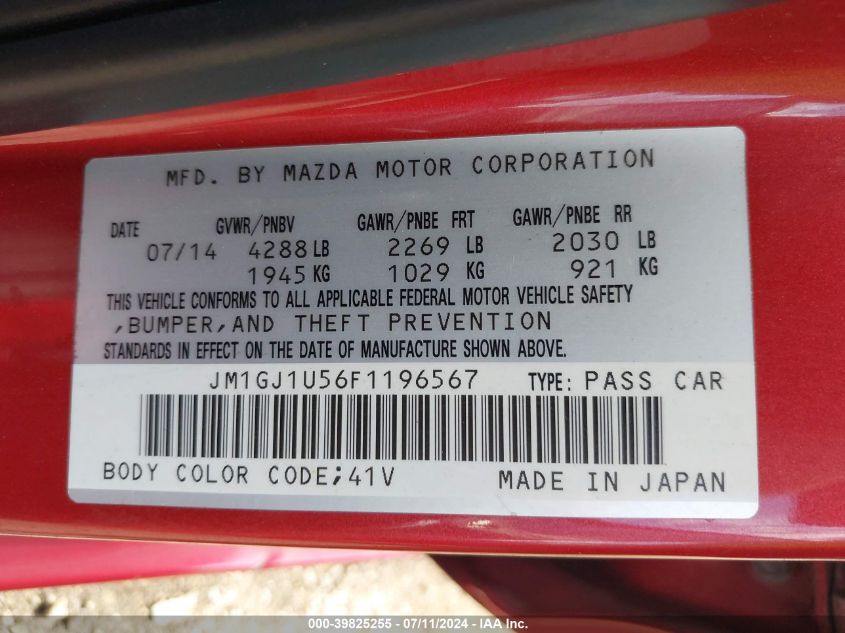 MFD. BY MAZDA MOTOR CORPORATION
DATE GVWR/PNBV GAWR/PNBE FRT GAWR/PNBE RR
07/14 4288 LB 2269 LB 2030 LB
1945 KG 1029 KG 921 KG
THIS VEHICLE CONFORMS TO ALL APPLICABLE FEDERAL MOTOR VEHICLE SAFETY
,BUMPER,AND THEFT PREVENTION
STANDARDS IN EFFECT ON THE DATE OF MANUFACTURE SHOWN ABOVE.
JM1GJ1U56F1196567 TYPE: PASS CAR
BODY COLOR CODE;41V MADE IN JAPAN
000-39825255 - 07/11/2024 - IAA Inc.